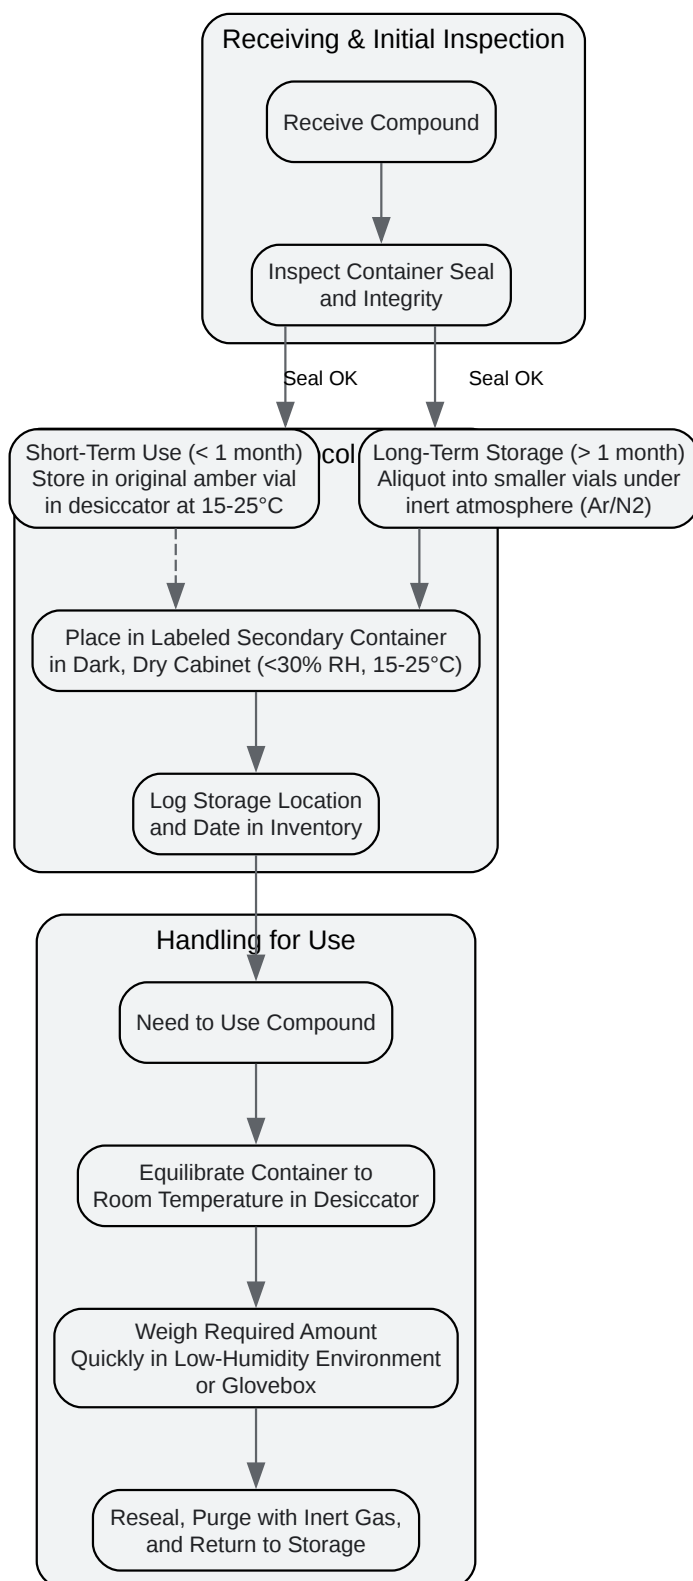 Receiving & Initial Inspection
Receive Compound
Inspect Container Seal
and Integrity
Seal OK
Seal OK
col
Short-Term Use (< 1 month)
Store in original amber vial
in desiccator at 15-25°C
Long-Term Storage (> 1 month)
Aliquot into smaller vials under
inert atmosphere (Ar/N2)
Place in Labeled Secondary Container
in Dark, Dry Cabinet (<30% RH, 15-25°C)
Log Storage Location
and Date in Inventory
Handling for Use
Need to Use Compound
Equilibrate Container to
Room Temperature in Desiccator
Weigh Required Amount
Quickly in Low-Humidity Environment
or Glovebox
Reseal, Purge with Inert Gas,
and Return to Storage